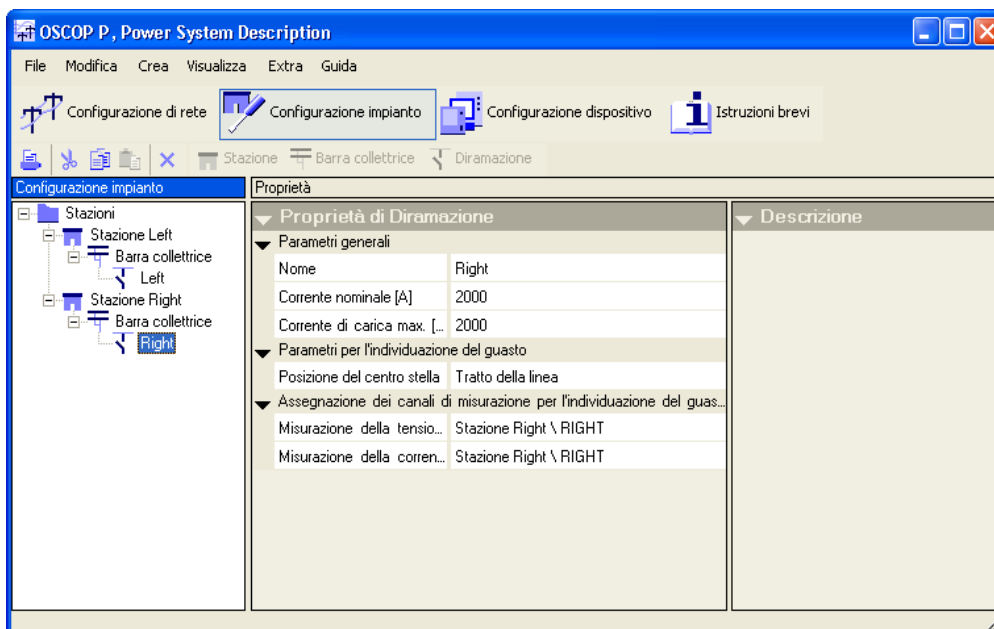 OSCOP P, Power System Description
File Modifica Crea Visualizza Extra Guida
Configurazione di rete Configurazione impianto Configurazione dispositivo Istruzioni brevi
Stazione Barra collettrice Diramazione
Configurazione impianto
Stazioni
Stazione Left
Barra collettrice
Left
Stazione Right
Barra collettrice
Right
Proprietà
Proprietà di Diramazione
Parametri generali
Nome Right
Corrente nominale [A] 2000
Corrente di carica max. [... 2000
Parametri per l'individuazione del guasto
Posizione del centro stella Tratto della linea
Assegnazione dei canali di misurazione per l'individuazione del guas...
Misurazione della tensio... Stazione Right \ RIGHT
Misurazione della corren... Stazione Right \ RIGHT
Descrizione